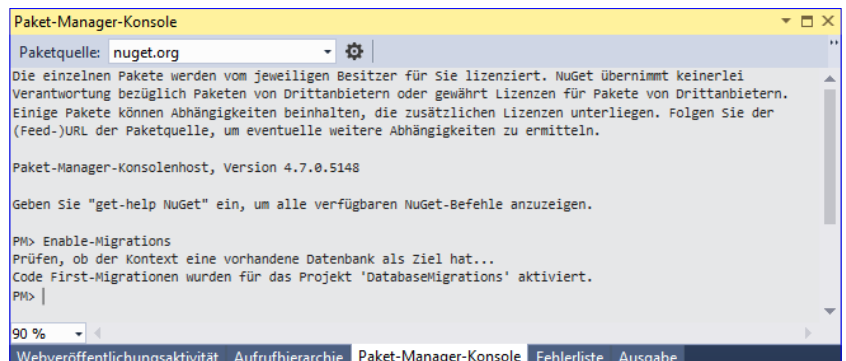 Paket-Manager-Konsole
Paketquelle: nuget.org
Die einzelnen Pakete werden vom jeweiligen Besitzer für Sie lizenziert. NuGet übernimmt keinerlei
Verantwortung bezüglich Paketen von Drittanbietern oder gewährt Lizenzen für Pakete von Drittanbietern.
Einige Pakete können Abhängigkeiten beinhalten, die zusätzlichen Lizenzen unterliegen. Folgen Sie der
(Feed-)URL der Paketquelle, um eventuelle weitere Abhängigkeiten zu ermitteln.
Paket-Manager-Konsolenhost, Version 4.7.0.5148
Geben Sie "get-help NuGet" ein, um alle verfügbaren NuGet-Befehle anzuzeigen.
PM> Enable-Migrations
Prüfen, ob der Kontext eine vorhandene Datenbank als Ziel hat...
Code First-Migrationen wurden für das Projekt 'DatabaseMigrations' aktiviert.
PM>
90 %
Webveröffentlichungsaktivität Aufrufhierarchie Paket-Manager-Konsole Fehlerliste Ausgabe